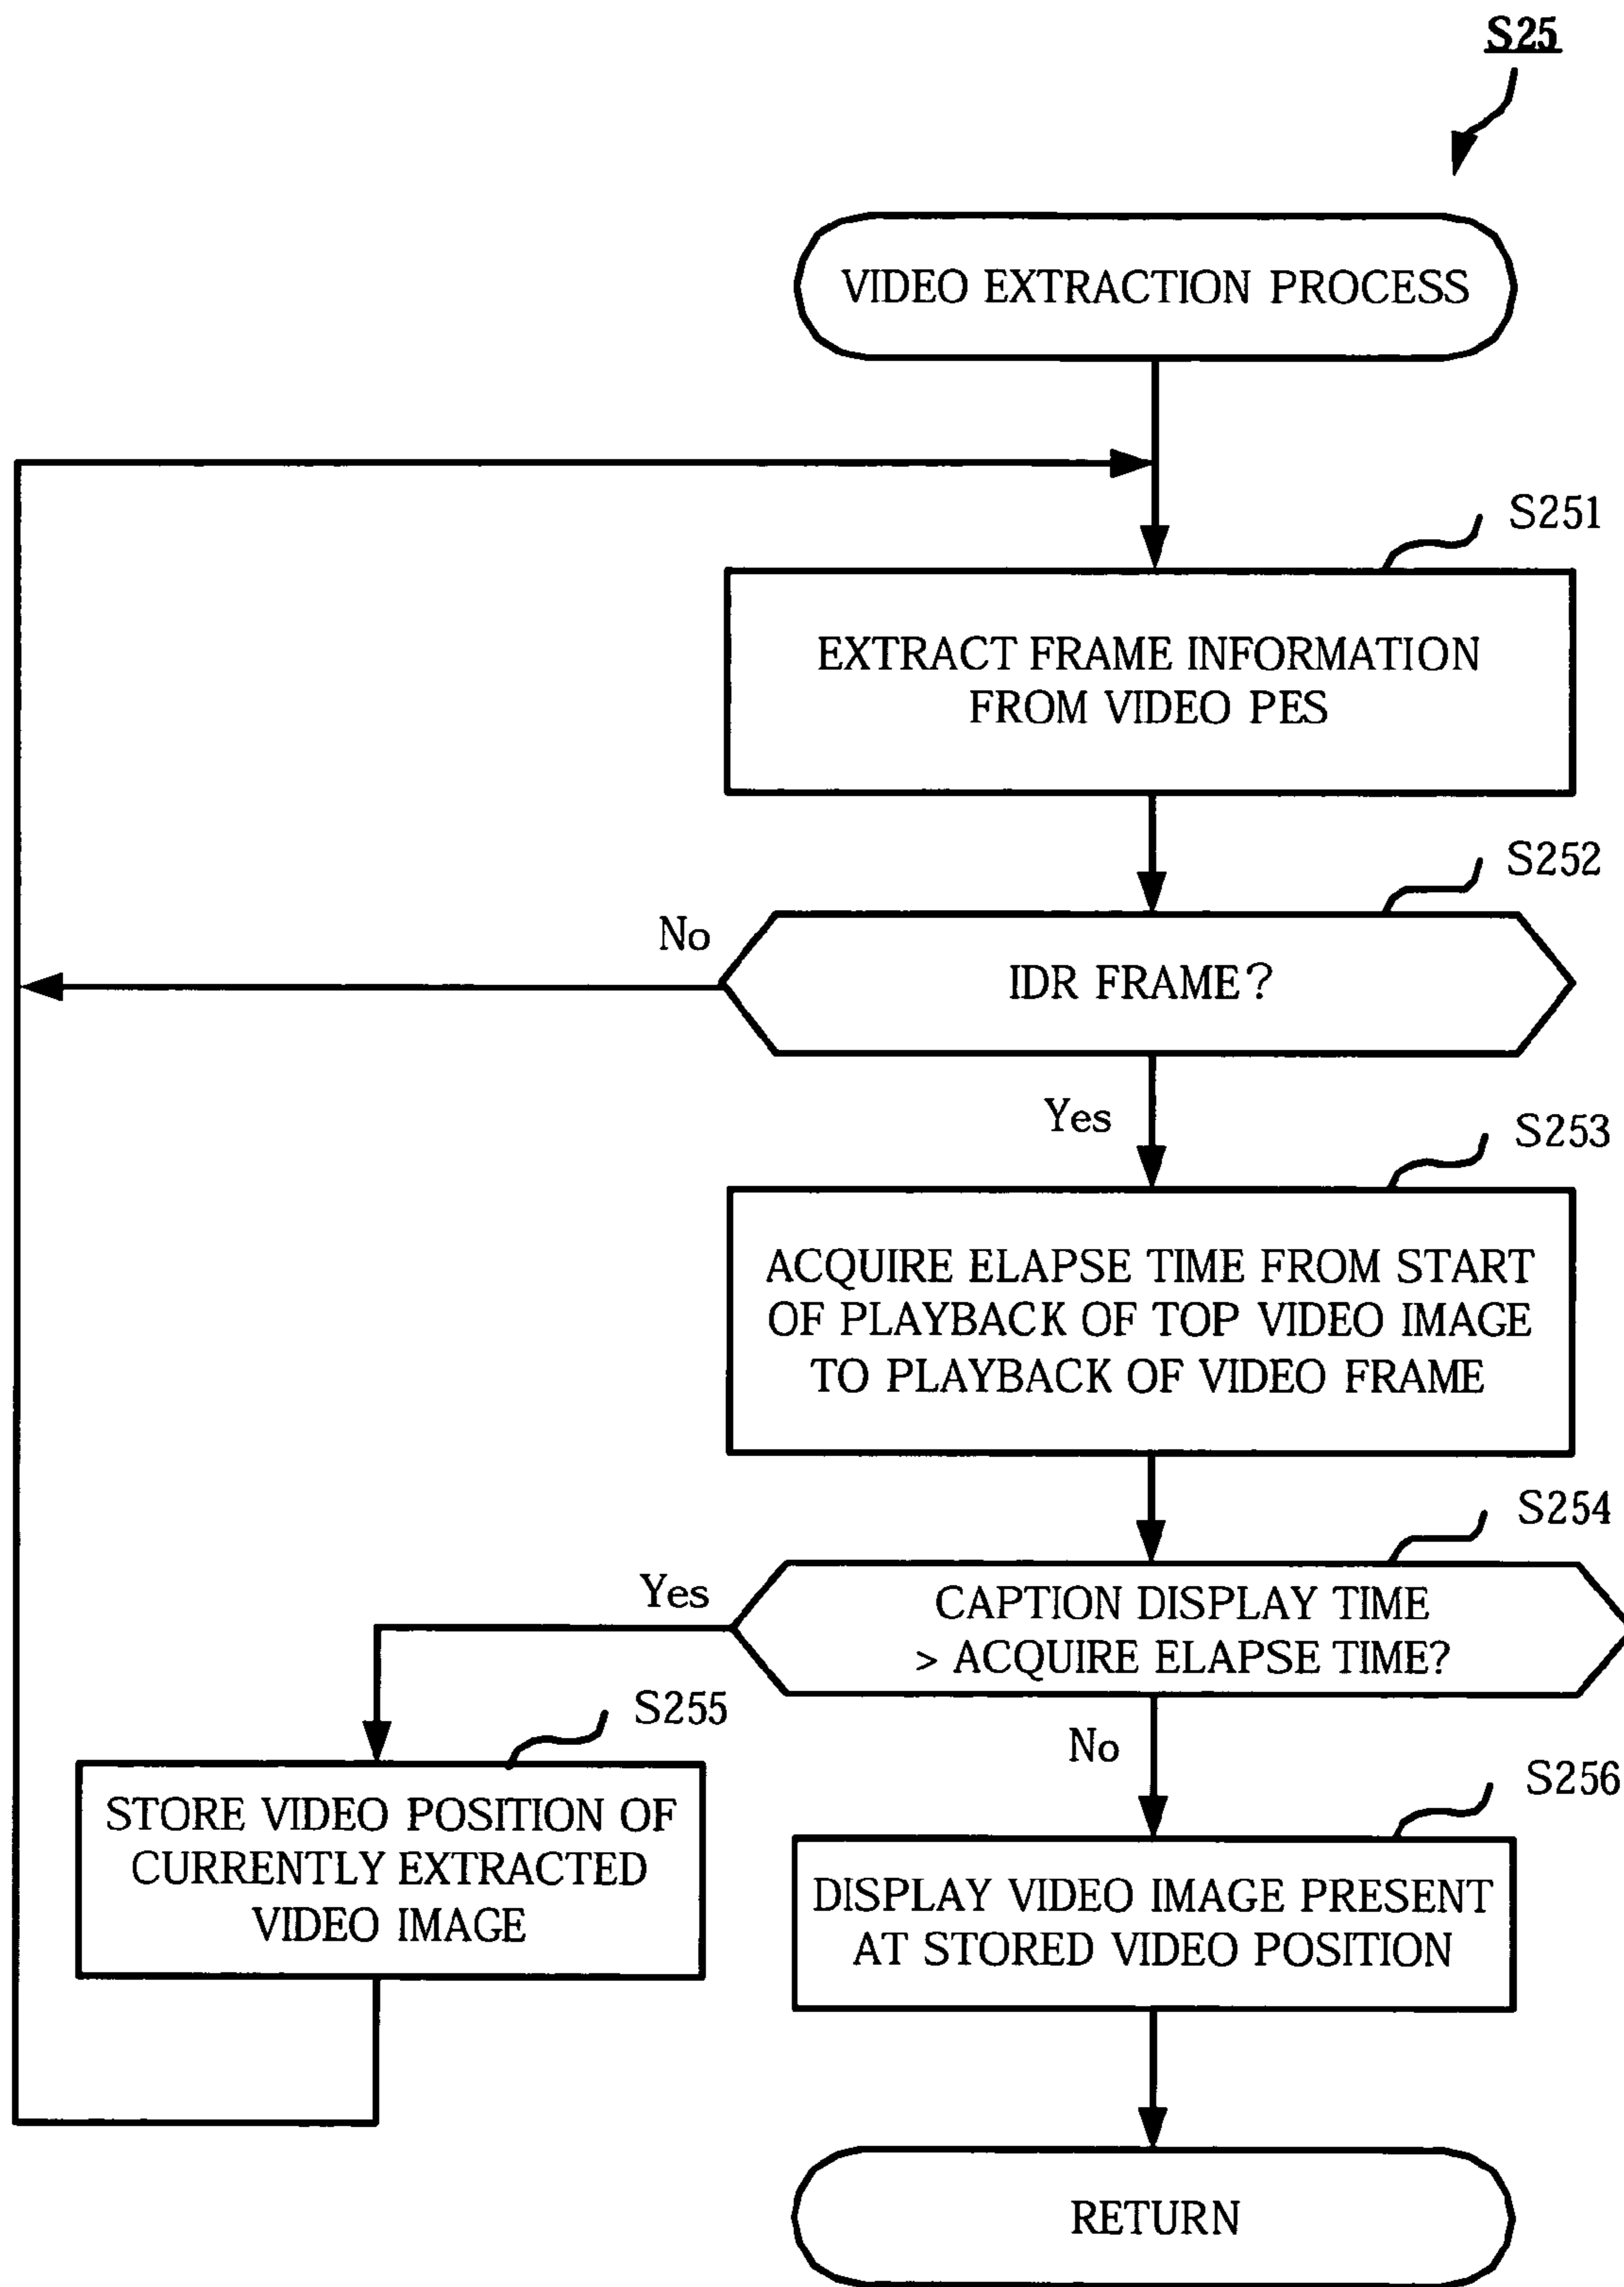 S25
VIDEO EXTRACTION PROCESS
S251
EXTRACT FRAME INFORMATION
FROM VIDEO PES
S252
No
IDR FRAME?
Yes
S253
ACQUIRE ELAPSE TIME FROM START
OF PLAYBACK OF TOP VIDEO IMAGE
TO PLAYBACK OF VIDEO FRAME
S254
Yes
CAPTION DISPLAY TIME
> ACQUIRE ELAPSE TIME?
S255
No
STORE VIDEO POSITION OF
CURRENTLY EXTRACTED
VIDEO IMAGE
S256
DISPLAY VIDEO IMAGE PRESENT
AT STORED VIDEO POSITION
RETURN